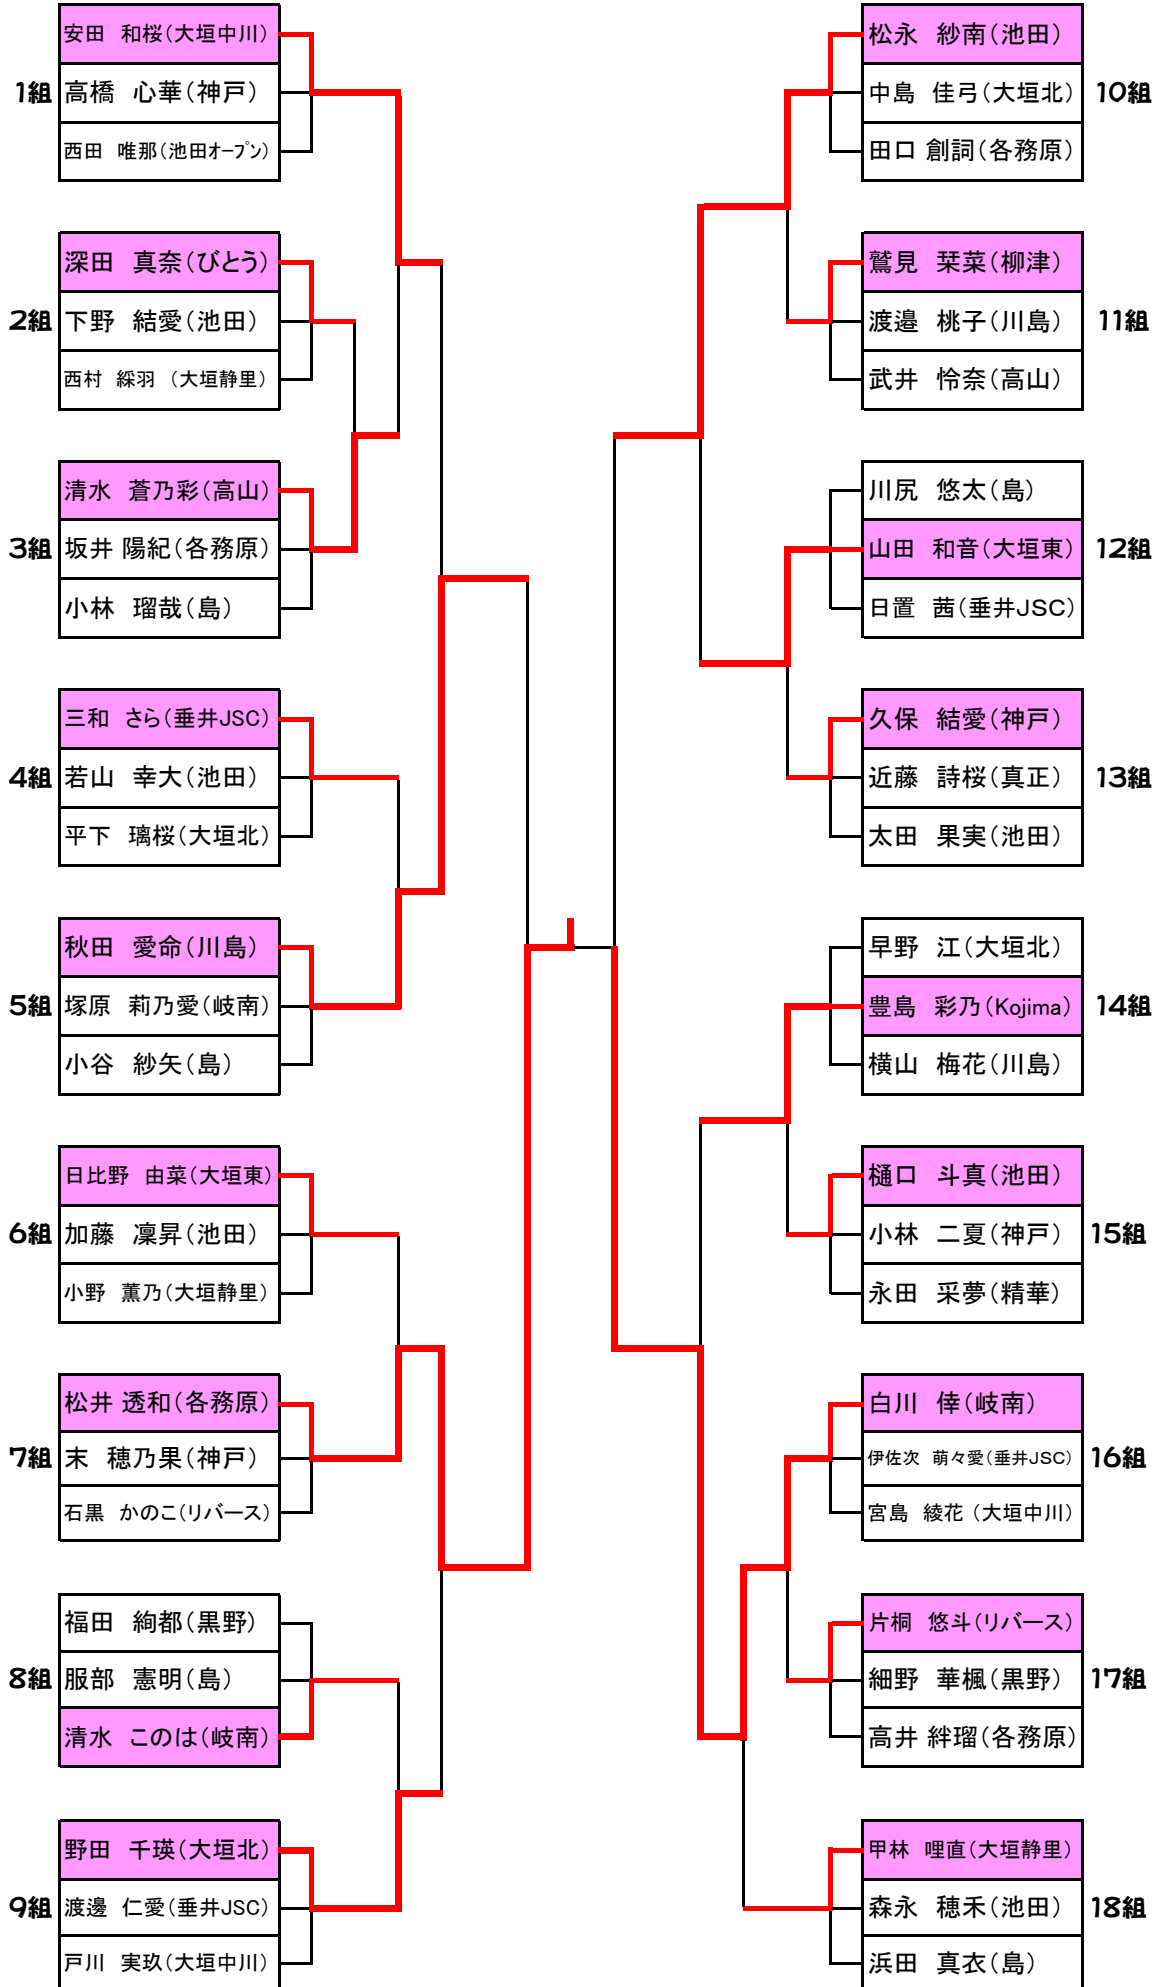 1組
安田 和桜(大垣中川)
高橋 心華(神戸)
西田 唯那(池田オープン)
2組
深田 真奈(びとう)
下野 結愛(池田)
西村 綵羽 (大垣静里)
3組
清水 蒼乃彩(高山)
坂井 陽紀(各務原)
小林 瑠哉(島)
4組
三和 さら(垂井JSC)
若山 幸大(池田)
平下 璃桜(大垣北)
5組
秋田 愛命(川島)
塚原 莉乃愛(岐南)
小谷 紗矢(島)
6組
日比野 由菜(大垣東)
加藤 凜昇(池田)
小野 薫乃(大垣静里)
7組
松井 透和(各務原)
末 穂乃果(神戸)
石黒 かのこ(リバース)
8組
福田 絢都(黒野)
服部 憲明(島)
清水 このは(岐南)
9組
野田 千瑛(大垣北)
渡邊 仁愛(垂井JSC)
戸川 実玖(大垣中川)
10組
松永 紗南(池田)
中島 佳弓(大垣北)
田口 創詞(各務原)
11組
鷲見 栞菜(柳津)
渡邉 桃子(川島)
武井 怜奈(高山)
12組
川尻 悠太(島)
山田 和音(大垣東)
日置 茜(垂井JSC)
13組
久保 結愛(神戸)
近藤 詩桜(真正)
太田 果実(池田)
14組
早野 江(大垣北)
豊島 彩乃(Kojima)
横山 梅花(川島)
15組
樋口 斗真(池田)
小林 二夏(神戸)
永田 采夢(精華)
16組
白川 倖(岐南)
伊佐次 萌々愛(垂井JSC)
宮島 綾花 (大垣中川)
17組
片桐 悠斗(リバース)
細野 華楓(黒野)
高井 絆瑠(各務原)
18組
甲林 哩直(大垣静里)
森永 穂禾(池田)
浜田 真衣(島)